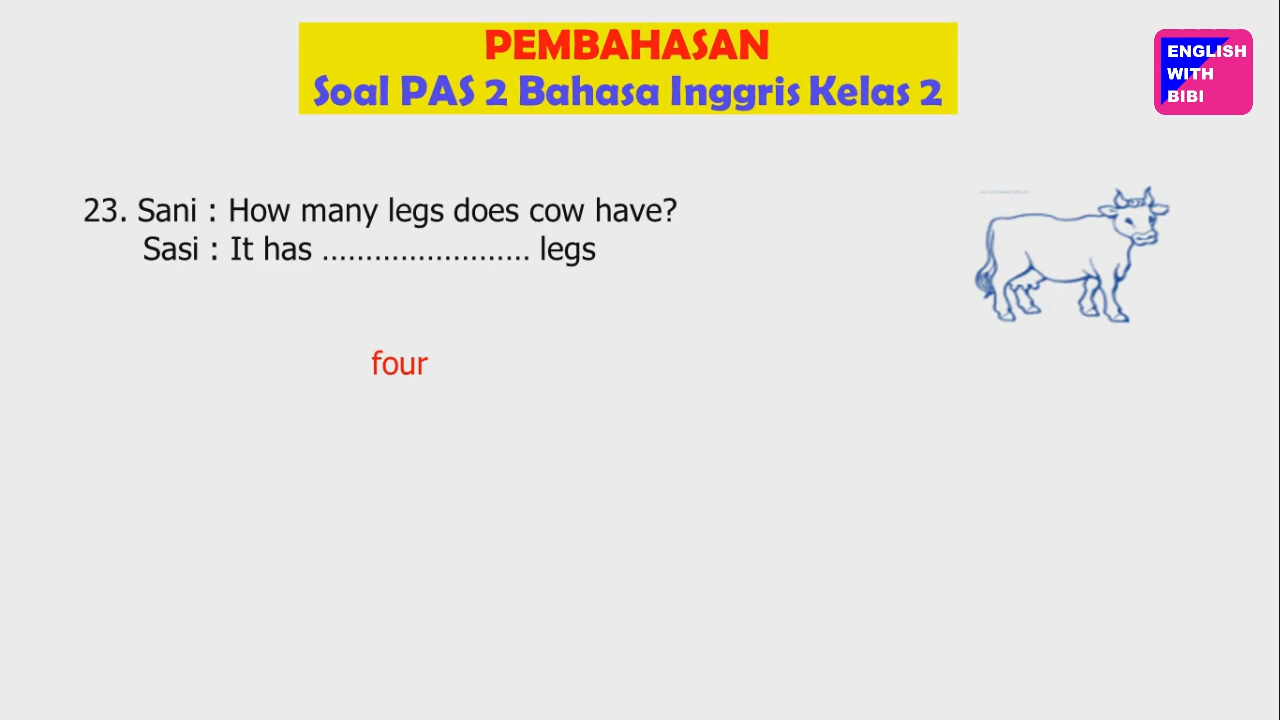 PEMBAHASAN
Soal PAS 2 Bahasa Inggris Kelas 2
ENGLISH
WITH
BIBI
23. Sani : How many legs does cow have?
Sasi : It has ........................ legs
four